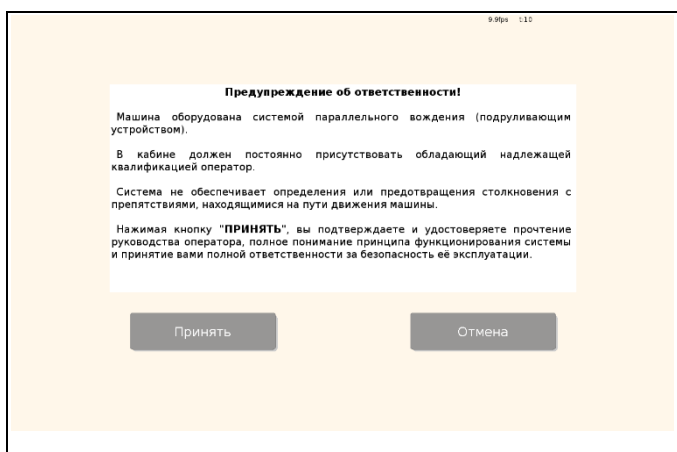 9.9fps t:10
Предупреждение об ответственности!
Машина оборудована системой параллельного вождения (подруливающим
устройством).
В кабине должен постоянно присутствовать обладающий надлежащей
квалификацией оператор.
Система не обеспечивает определения или предотвращения столкновения с
препятствиями, находящимися на пути движения машины.
Нажимая кнопку "ПРИНЯТЬ", вы подтверждаете и удостоверяете прочтение
руководства оператора, полное понимание принципа функционирования системы
и принятие вами полной ответственности за безопасность её эксплуатации.
Принять Отмена